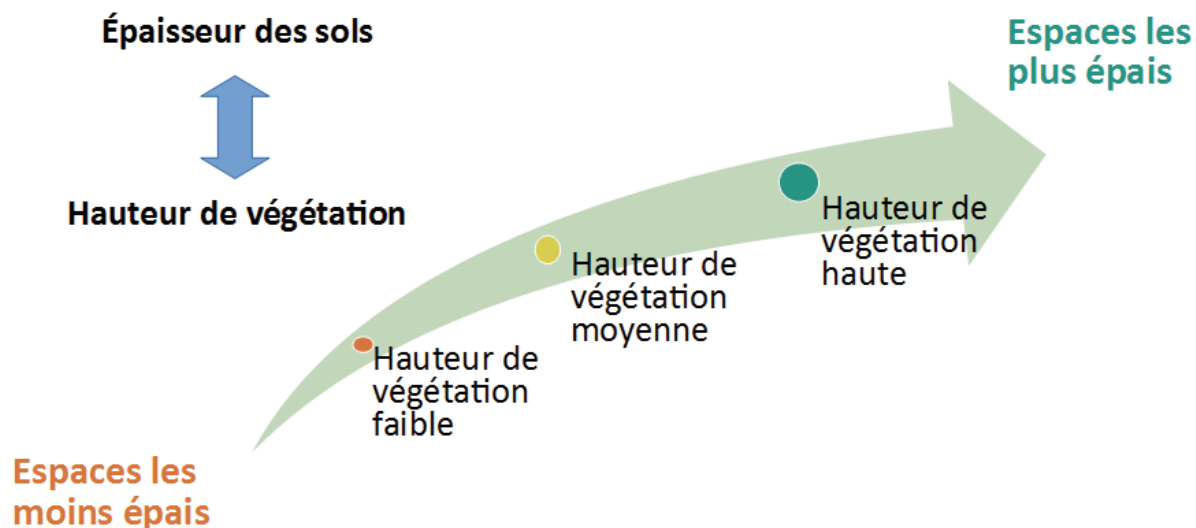 Épaisseur des sols
Hauteur de végétation
Espaces les
plus épais
Hauteur de
végétation
haute
Hauteur de
végétation
moyenne
Hauteur de
végétation
faible
Espaces les
moins épais